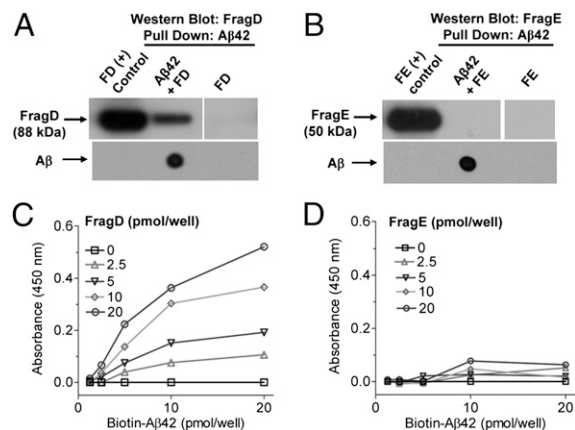 A
Western Blot: FragD
Pull Down: Aβ42
FD (+)
Control
Aβ42
+ FD
FD
FragD
(88 kDa)
Aβ
B
Western Blot: FragE
Pull Down: Aβ42
FE (+)
control
Aβ42
+ FE
FE
FragE
(50 kDa)
Aβ
C
FragD (pmol/well)
0
2.5
5
10
20
Absorbance (450 nm)
0.6
0.4
0.2
0.0
0
10
20
Biotin-Aβ42 (pmol/well)
D
FragE (pmol/well)
0
2.5
5
10
20
Absorbance (450 nm)
0.6
0.4
0.2
0.0
0
10
20
Biotin-Aβ42 (pmol/well)